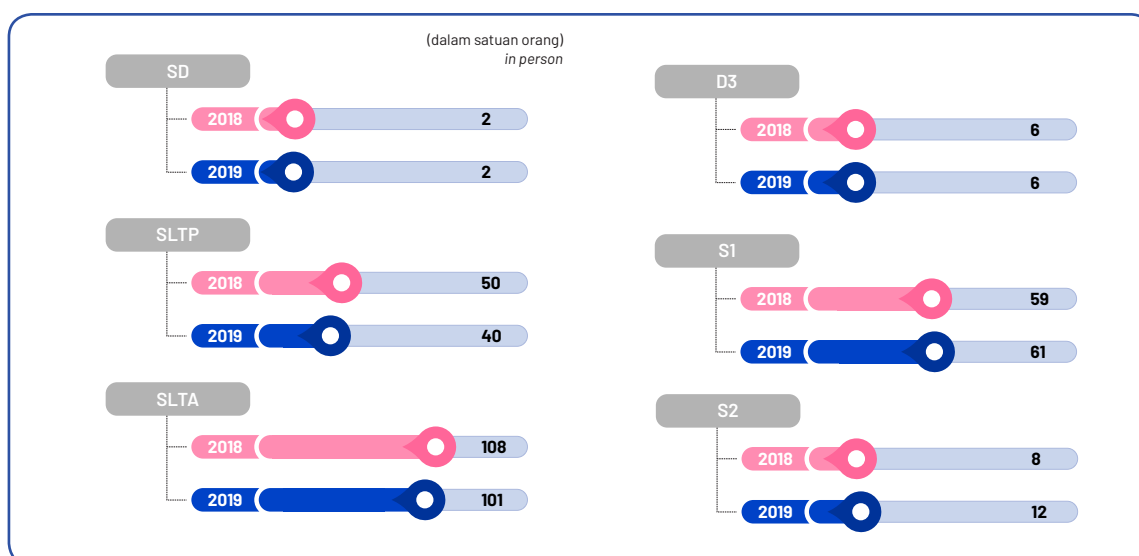 (dalam satuan orang)
in person
SD
2018 2
2019 2
SLTP
2018 50
2019 40
SLTA
2018 108
2019 101
D3
2018 6
2019 6
S1
2018 59
2019 61
S2
2018 8
2019 12